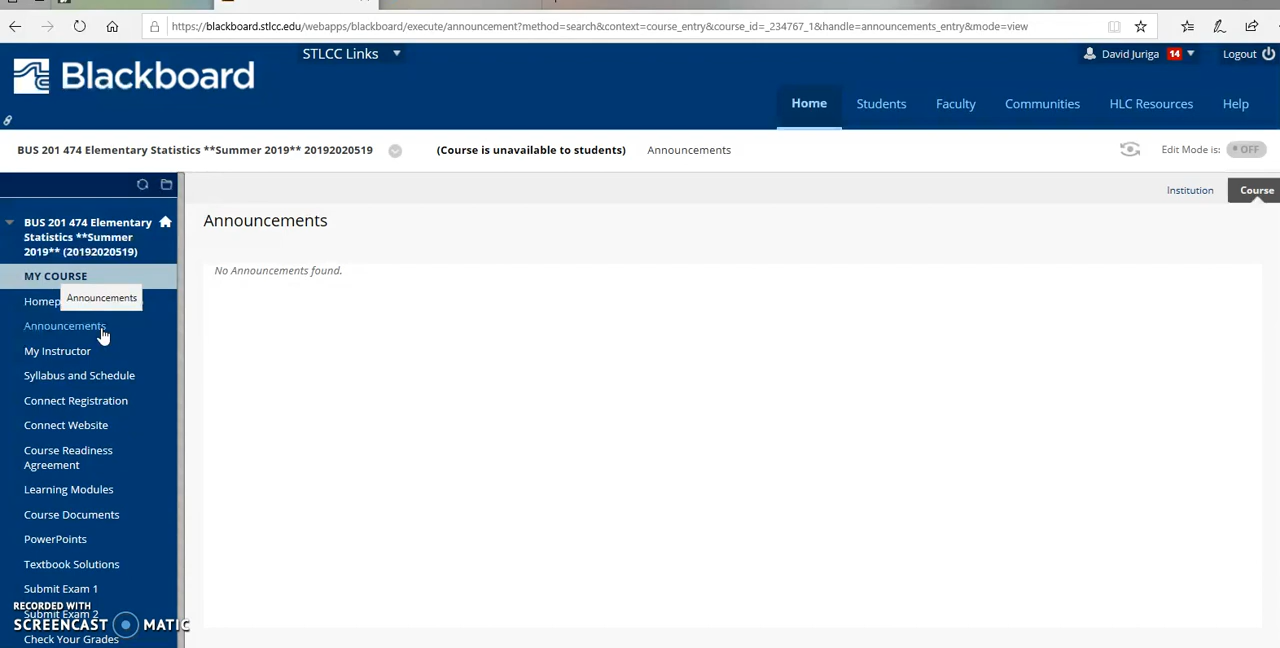 https://blackboard.stlcc.edu/webapps/blackboard/execute/announcement?method=search&context=course_entry&course_id=_234767_1&handle=announcements_entry&mode=view
STLCC Links
David Juriga 14
Logout
Blackboard
Home Students Faculty Communities HLC Resources Help
BUS 201 474 Elementary Statistics **Summer 2019** 20192020519
(Course is unavailable to students)
Announcements
Edit Mode is: OFF
Institution
Course
BUS 201 474 Elementary
Statistics **Summer
2019** (20192020519)
Announcements
No Announcements found.
MY COURSE
Announcements
Announcements
My Instructor
Syllabus and Schedule
Connect Registration
Connect Website
Course Readiness
Agreement
Learning Modules
Course Documents
PowerPoints
Textbook Solutions
Submit Exam 1
Submit Exam 2
Check Your Grades
RECORDED WITH
SCREENCAST MATIC